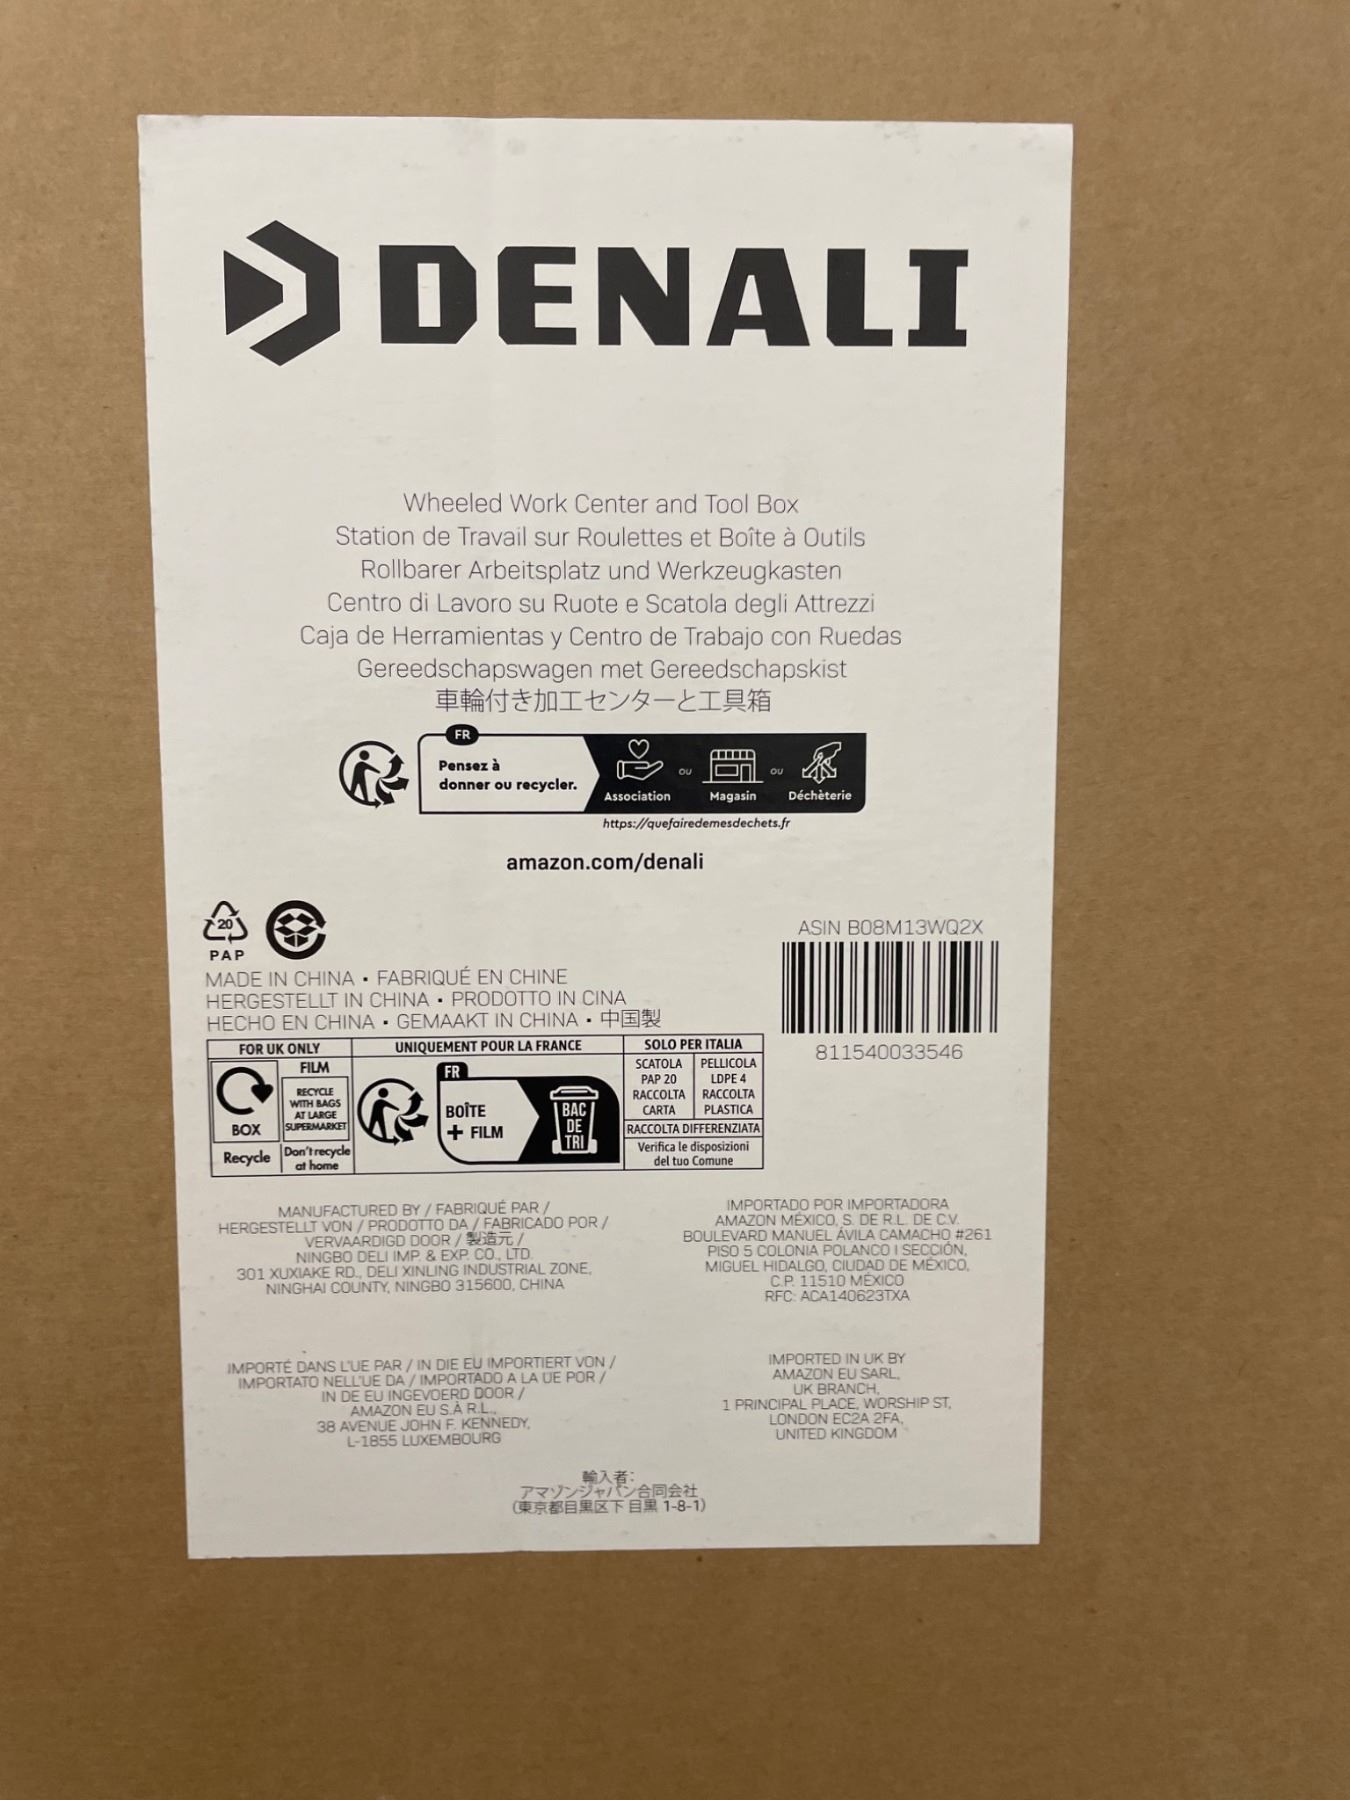 DENALI
Wheeled Work Center and Tool Box
Station de Travail sur Roulettes et Boîte à Outils
Rollbarer Arbeitsplatz und Werkzeugkasten
Centro di Lavoro su Ruote e Scatola degli Attrezzi
Caja de Herramientas y Centro de Trabajo con Ruedas
Gereedschapswagen met Gereedschapskist
車輪付き加工センターと工具箱
FR
Pensez à
donner ou recycler.
Association
OU
Magasin
OU
Déchèterie
https://quefairedemesdechets.fr
amazon.com/denali
20
PAP
MADE IN CHINA • FABRIQUÉ EN CHINE
HERGESTELLT IN CHINA • PRODOTTO IN CINA
HECHO EN CHINA • GEMAAKT IN CHINA • 中国製
ASIN B08M13WQ2X
811540033546
FOR UK ONLY
BOX
Recycle
FILM
RECYCLE
WITH BAGS
AT LARGE
SUPERMARKET
Don't recycle
at home
UNIQUEMENT POUR LA FRANCE
FR
BOÎTE
+ FILM
BAC
DE
TRI
SOLO PER ITALIA
SCATOLA
PAP 20
RACCOLTA
CARTA
PELLICOLA
LDPE 4
RACCOLTA
PLASTICA
RACCOLTA DIFFERENZIATA
Verifica le disposizioni
del tuo Comune
MANUFACTURED BY / FABRIQUÉ PAR /
HERGESTELLT VON / PRODOTTO DA / FABRICADO POR /
VERVAARDIGD DOOR / 製造元 /
NINGBO DELI IMP. & EXP. CO., LTD.
301 XUXIAKE RD., DELI XINLING INDUSTRIAL ZONE,
NINGHAI COUNTY, NINGBO 315600, CHINA
IMPORTADO POR IMPORTADORA
AMAZON MÉXICO, S. DE R.L. DE C.V.
BOULEVARD MANUEL ÁVILA CAMACHO #261
PISO 5 COLONIA POLANCO I SECCIÓN,
MIGUEL HIDALGO, CIUDAD DE MÉXICO,
C.P. 11510 MÉXICO
RFC: ACA140623TXA
IMPORTÉ DANS L'UE PAR / IN DIE EU IMPORTIERT VON /
IMPORTATO NELL'UE DA / IMPORTADO A LA UE POR /
IN DE EU INGEVOERD DOOR /
AMAZON EU S.À R.L.,
38 AVENUE JOHN F. KENNEDY,
L-1855 LUXEMBOURG
IMPORTED IN UK BY
AMAZON EU SARL,
UK BRANCH,
1 PRINCIPAL PLACE, WORSHIP ST,
LONDON EC2A 2FA,
UNITED KINGDOM
輸入者:
アマゾンジャパン合同会社
(東京都目黒区下目黒 1-8-1)